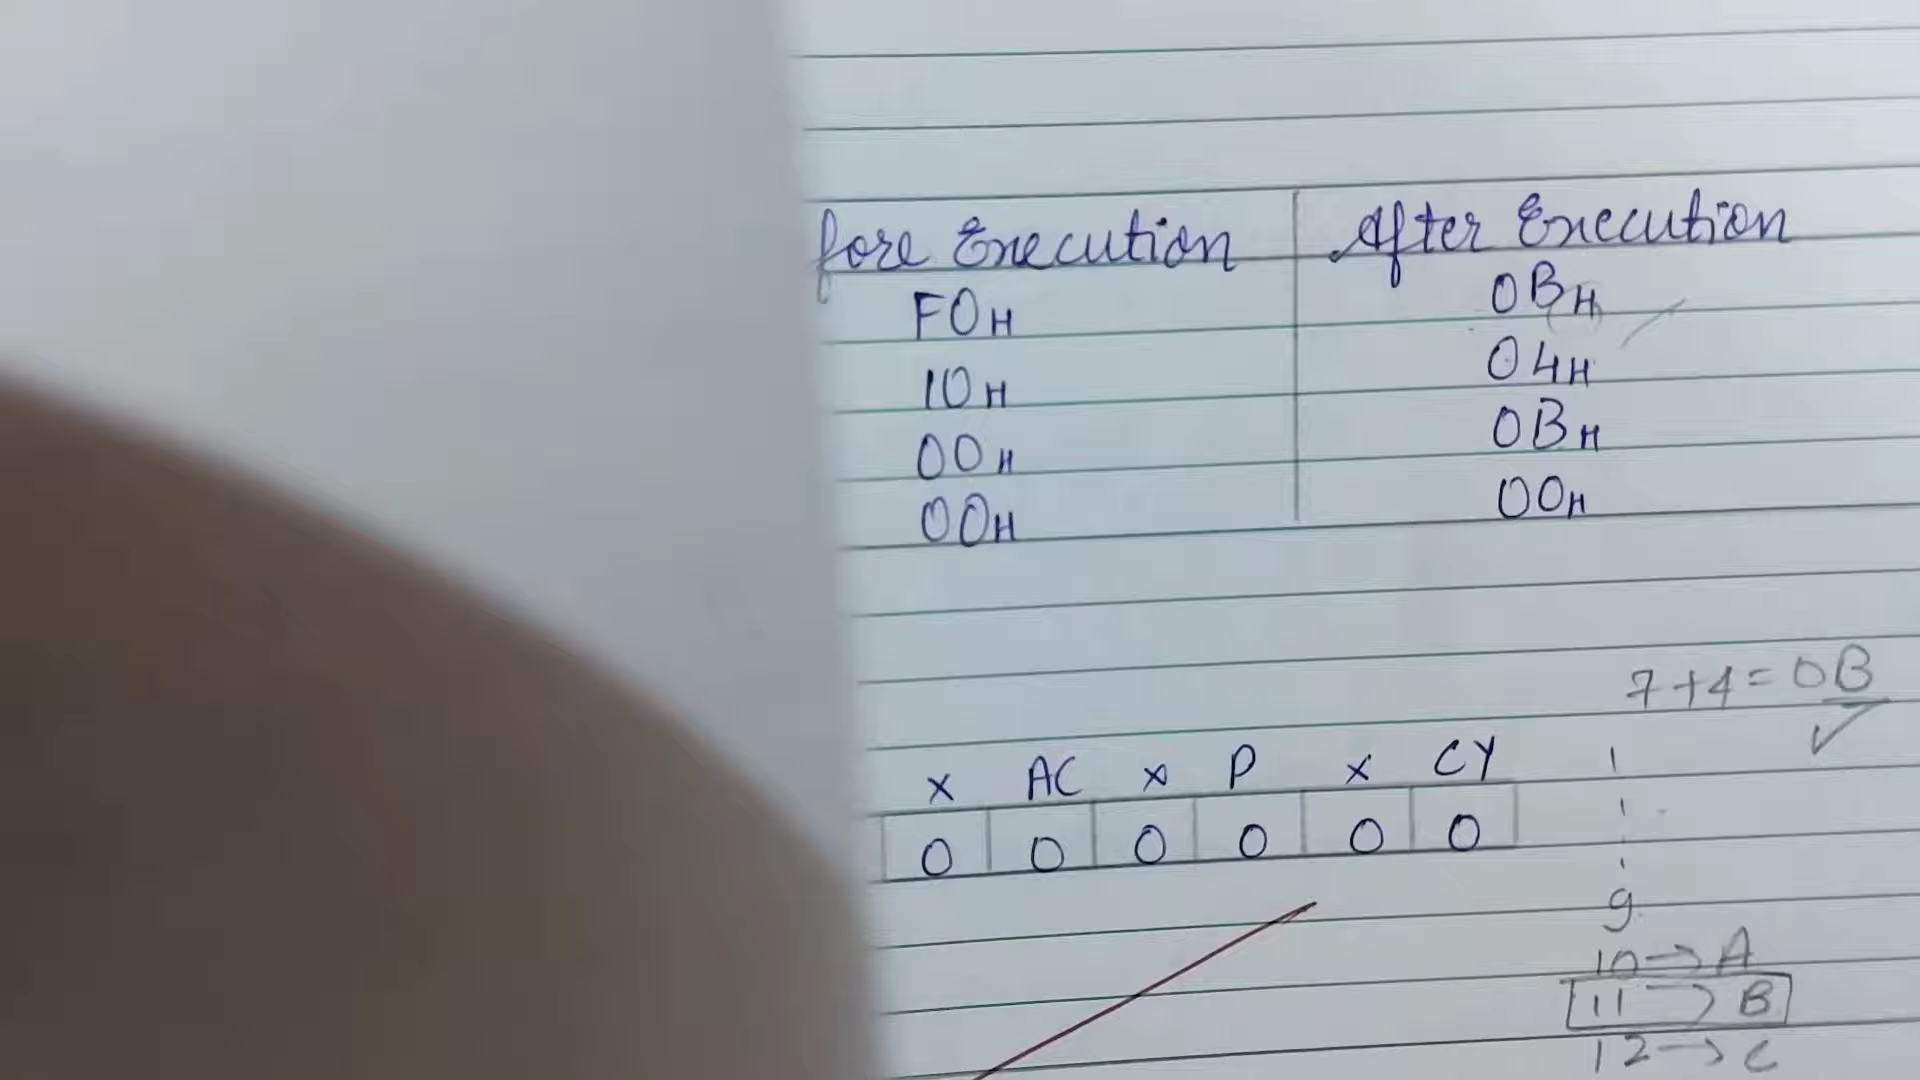 fore Execution After Execution
F0H 0BH
10H 04H
00H 0BH
00H 00H
7+4=0B
x AC x P x CY
0 0 0 0 0 0
9
10→A
11→B
12→C